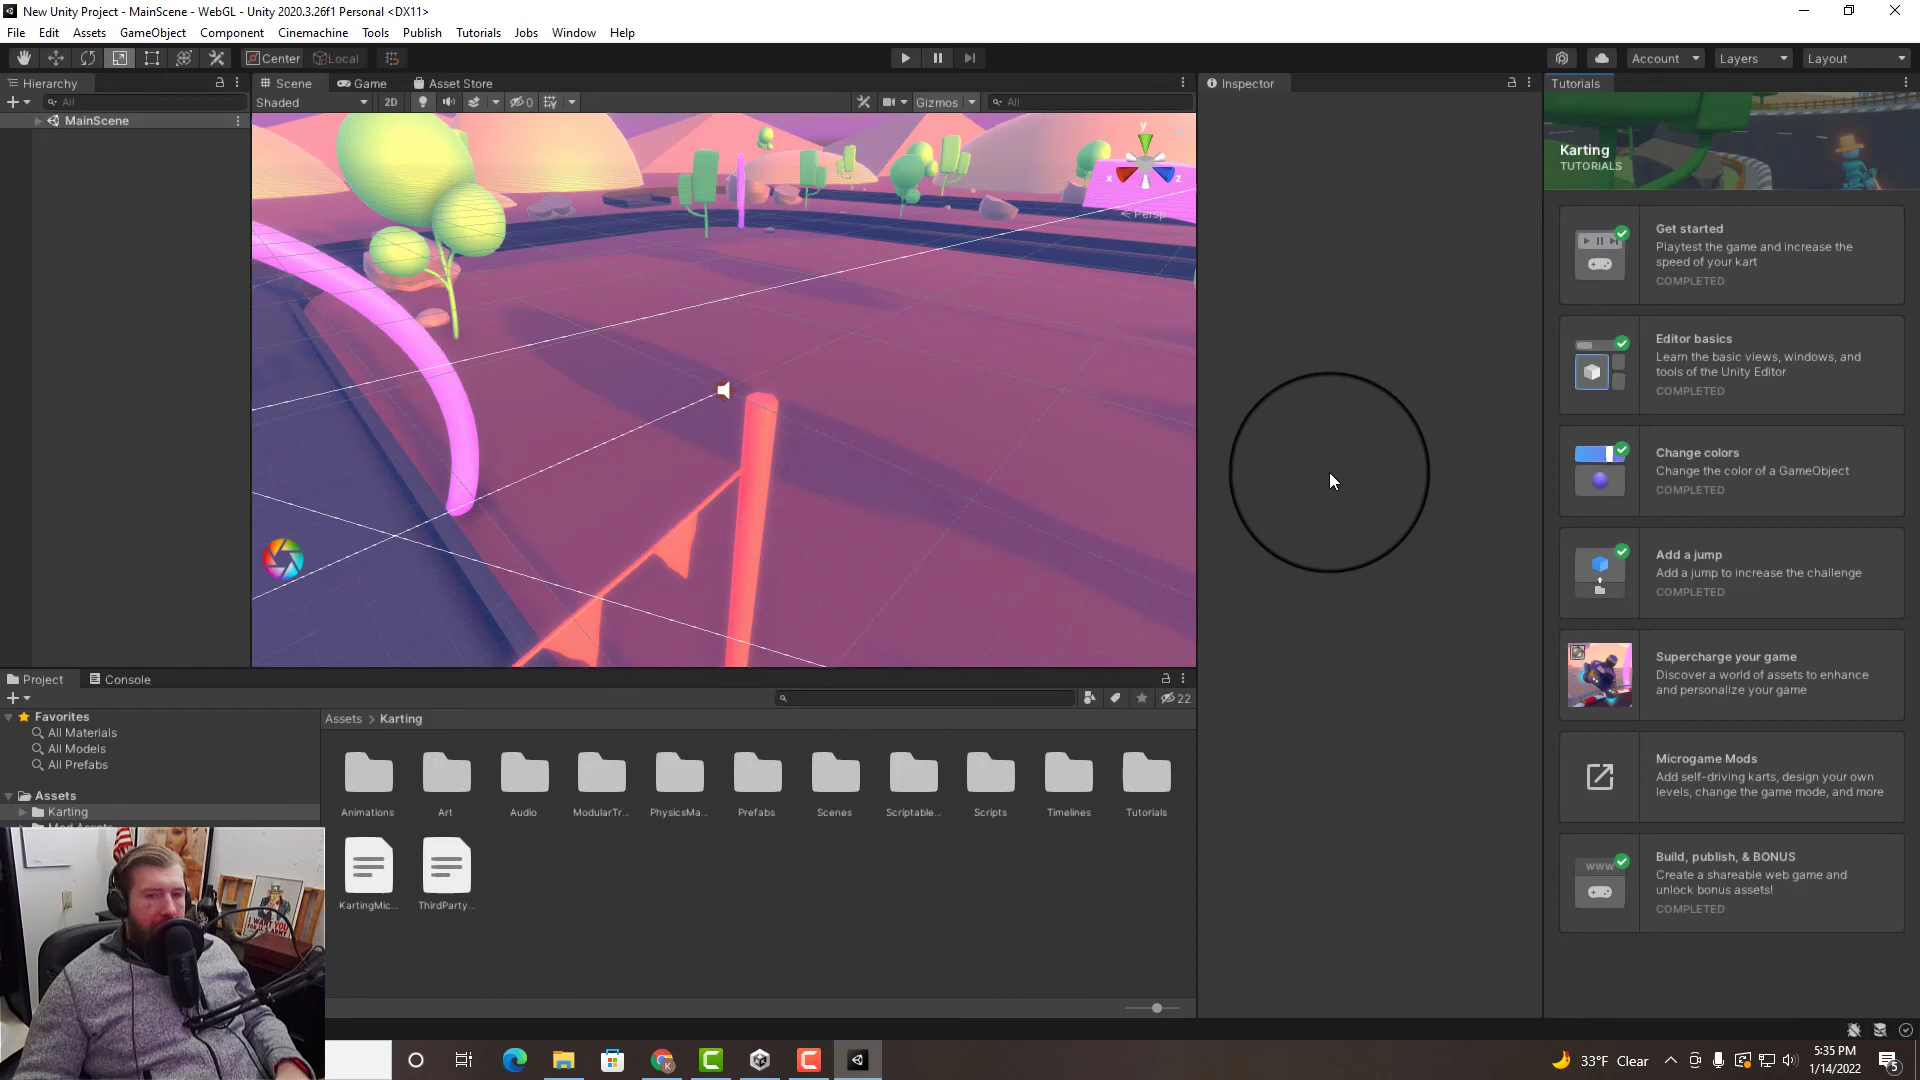 New Unity Project - MainScene - WebGL - Unity 2020.3.26f1 Personal <DX11>
File Edit Assets GameObject Component Cinemachine Tools Publish Tutorials Jobs Window Help
Center Local Account Layers Layout
Hierarchy
All
MainScene
Scene Game Asset Store
Shaded 2D 0 Gizmos All
y
x z
< Persp
Inspector
Tutorials
Karting
TUTORIALS
Get started
Playtest the game and increase the
speed of your kart
COMPLETED
Editor basics
Learn the basic views, windows, and
tools of the Unity Editor
COMPLETED
Change colors
Change the color of a GameObject
COMPLETED
Add a jump
Add a jump to increase the challenge
COMPLETED
Supercharge your game
Discover a world of assets to enhance
and personalize your game
Microgame Mods
Add self-driving karts, design your own
levels, change the game mode, and more
www
Build, publish, & BONUS
Create a shareable web game and
unlock bonus assets!
COMPLETED
Project Console
22
Favorites
All Materials
All Models
All Prefabs
Assets
Karting
Mod Assets
Assets > Karting
Animations Art Audio ModularTr... PhysicsMa... Prefabs Scenes Scriptable... Scripts Timelines Tutorials
KartingMic... ThirdParty...
I WANT YOU
33°F Clear
5:35 PM
1/14/2022
5